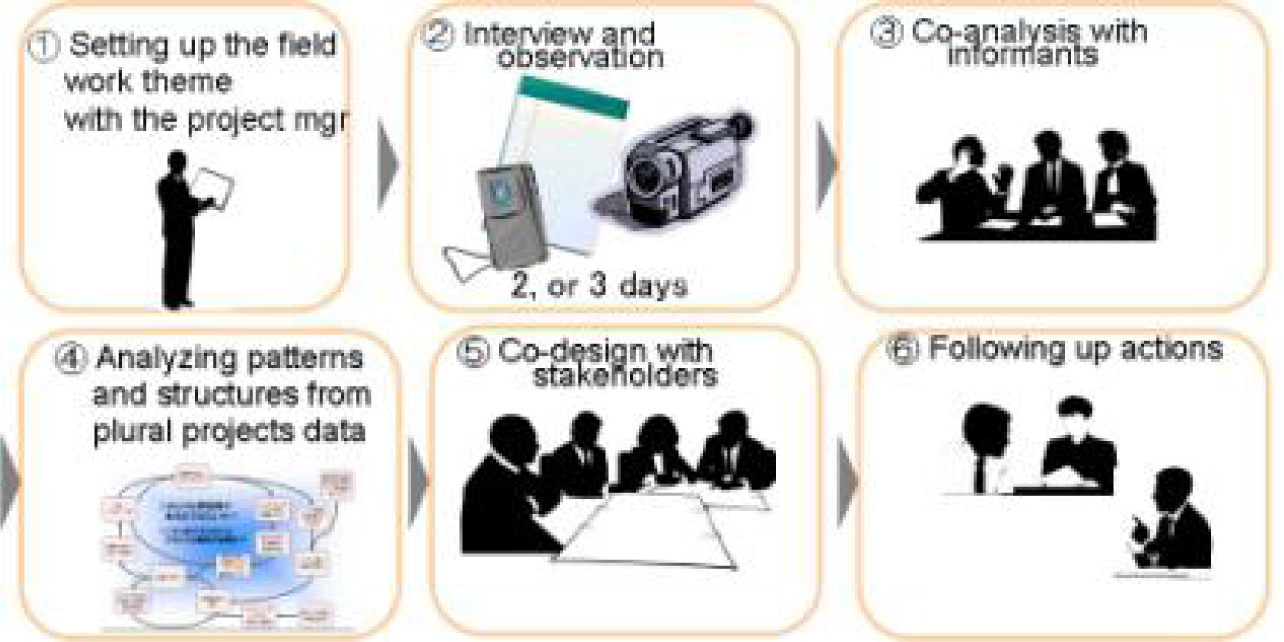 ① Setting up the field
work theme
with the project mgr
② Interview and
observation
2, or 3 days
③ Co-analysis with
informants
④ Analyzing patterns
and structures from
plural projects data
⑤ Co-design with
stakeholders
⑥ Following up actions